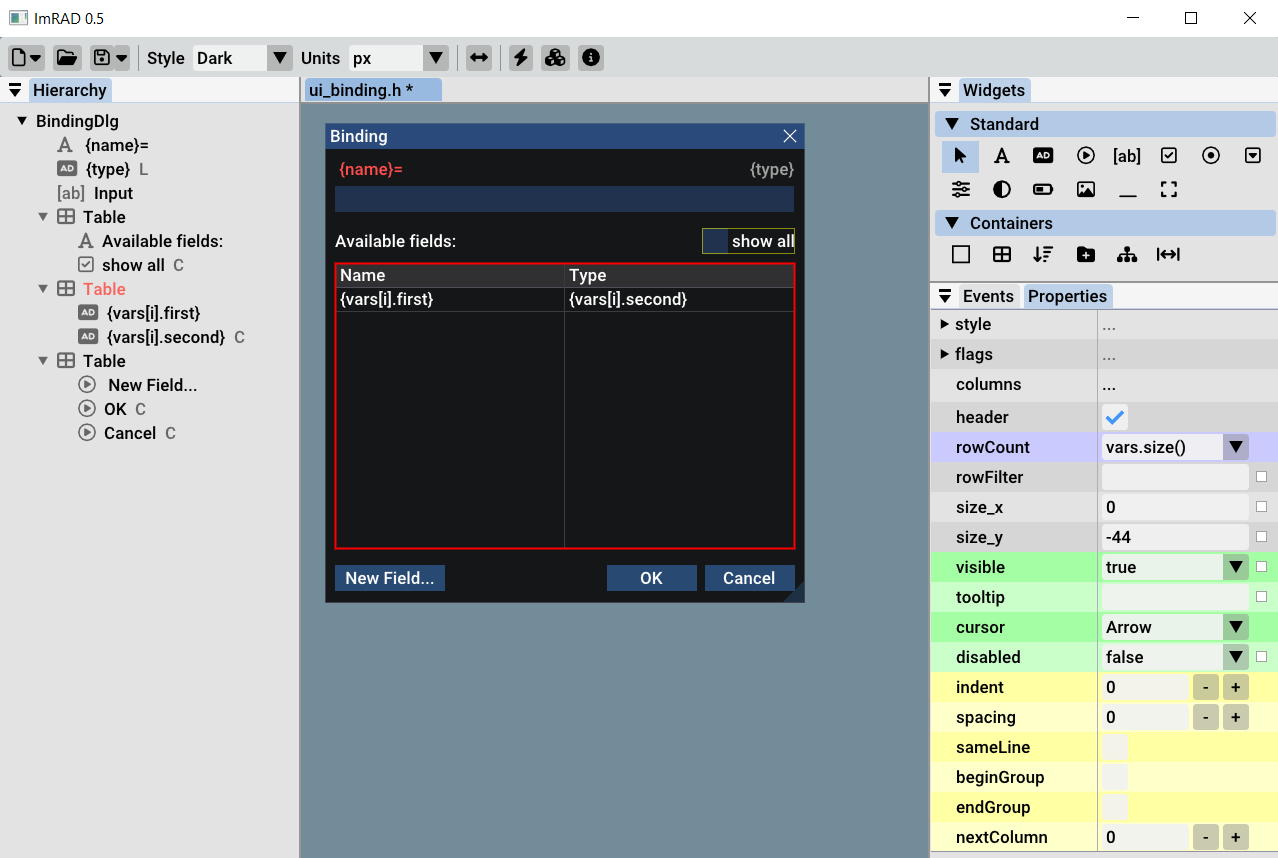 ImRAD 0.5
Style Dark Units px
Hierarchy
BindingDlg
A {name}=
AD {type} L
[ab] Input
Table
A Available fields:
show all C
Table
AD {vars[i].first}
AD {vars[i].second} C
Table
New Field...
OK C
Cancel C
ui_binding.h *
Binding
{name}= {type}
Available fields: show all
Name Type
{vars[i].first} {vars[i].second}
New Field... OK Cancel
Widgets
Standard
A AD [ab]
Containers
Events Properties
style ...
flags ...
columns ...
header
rowCount vars.size()
rowFilter
size_x 0
size_y -44
visible true
tooltip
cursor Arrow
disabled false
indent 0 - +
spacing 0 - +
sameLine
beginGroup
endGroup
nextColumn 0 - +